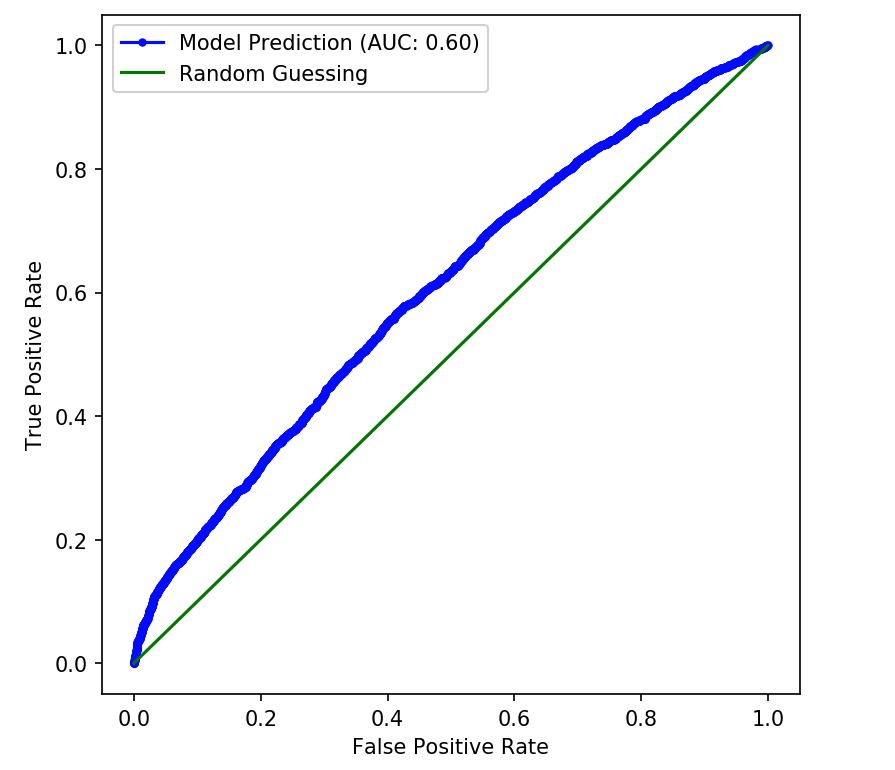 Model Prediction (AUC: 0.60)
Random Guessing
1.0
0.8
0.6
0.4
0.2
0.0
True Positive Rate
0.0 0.2 0.4 0.6 0.8 1.0
False Positive Rate